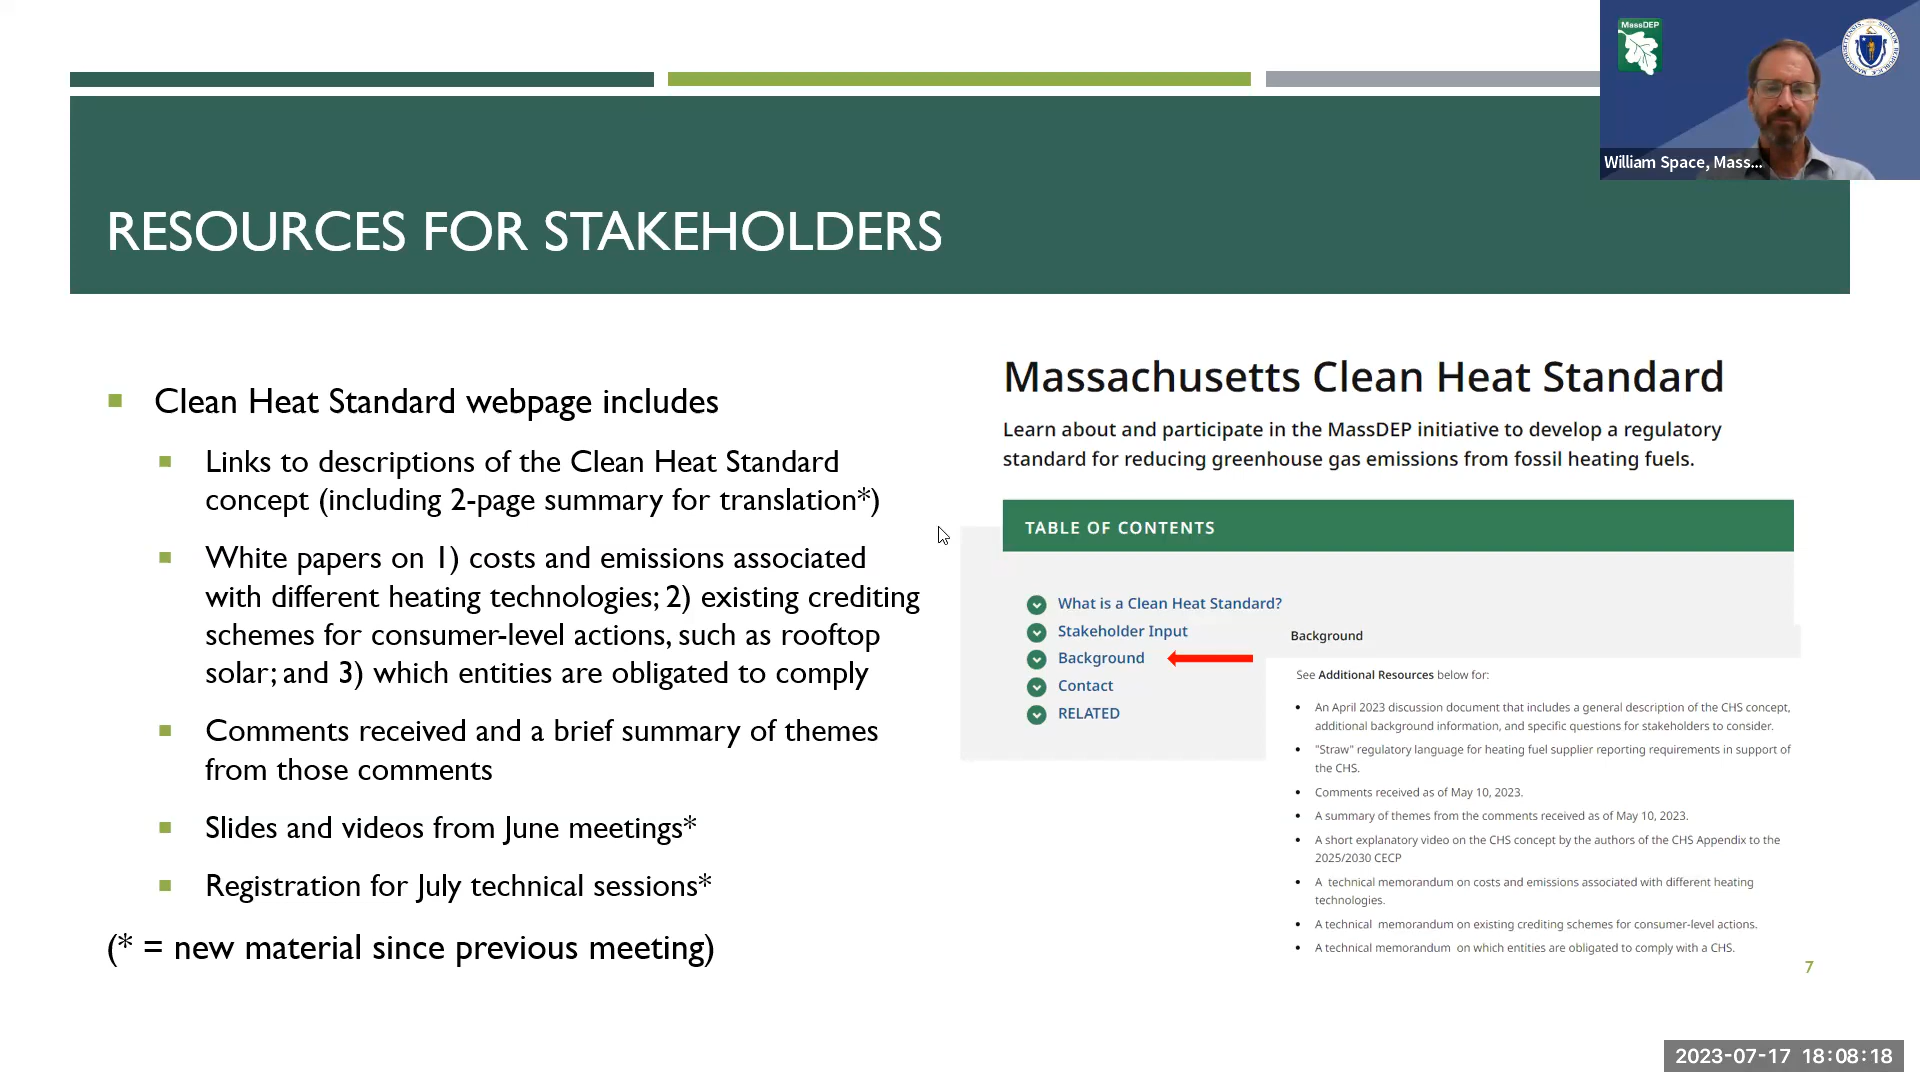 MassDEP
William Space, Mass...
RESOURCES FOR STAKEHOLDERS
Clean Heat Standard webpage includes
Links to descriptions of the Clean Heat Standard
concept (including 2-page summary for translation*)
White papers on 1) costs and emissions associated
with different heating technologies; 2) existing crediting
schemes for consumer-level actions, such as rooftop
solar; and 3) which entities are obligated to comply
Comments received and a brief summary of themes
from those comments
Slides and videos from June meetings*
Registration for July technical sessions*
(* = new material since previous meeting)
Massachusetts Clean Heat Standard
Learn about and participate in the MassDEP initiative to develop a regulatory
standard for reducing greenhouse gas emissions from fossil heating fuels.
TABLE OF CONTENTS
What is a Clean Heat Standard?
Stakeholder Input
Background
Contact
RELATED
Background
See Additional Resources below for:
An April 2023 discussion document that includes a general description of the CHS concept,
additional background information, and specific questions for stakeholders to consider.
"Straw" regulatory language for heating fuel supplier reporting requirements in support of
the CHS.
Comments received as of May 10, 2023.
A summary of themes from the comments received as of May 10, 2023.
A short explanatory video on the CHS concept by the authors of the CHS Appendix to the
2025/2030 CECP
A technical memorandum on costs and emissions associated with different heating
technologies.
A technical memorandum on existing crediting schemes for consumer-level actions.
A technical memorandum on which entities are obligated to comply with a CHS.
7
2023-07-17 18:08:18